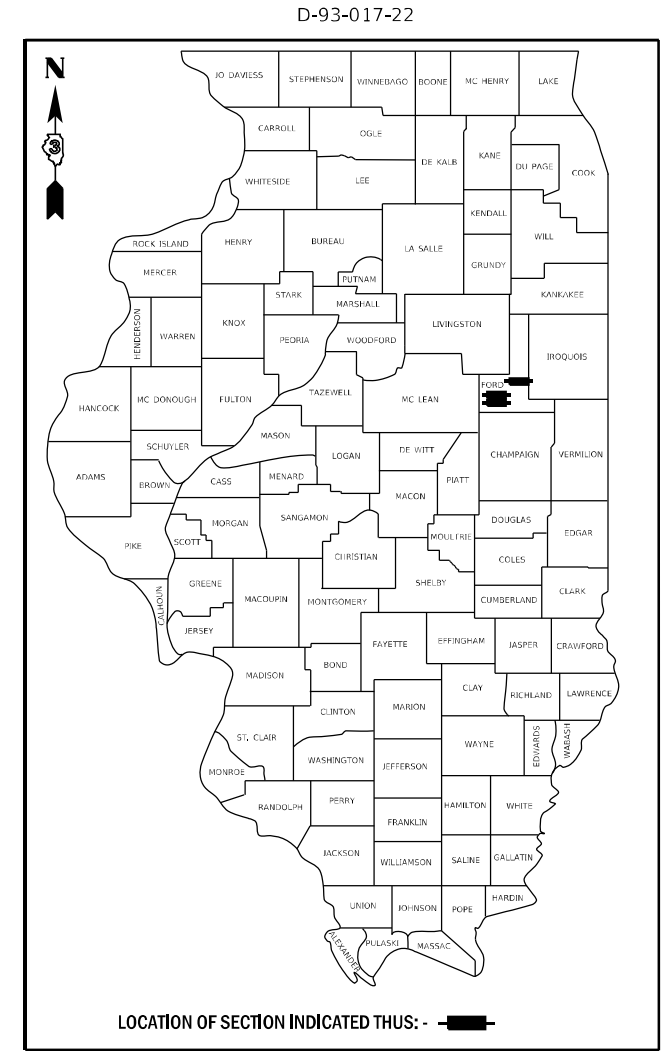 D-93-017-22
N
3
JO DAVIESS STEPHENSON WINNEBAGO BOONE MC HENRY LAKE
CARROLL OGLE DE KALB KANE DU PAGE COOK
WHITESIDE LEE KENDALL WILL
ROCK ISLAND HENRY BUREAU LA SALLE GRUNDY
MERCER PUTNAM KANKAKEE
STARK MARSHALL
HENDERSON WARREN KNOX PEORIA WOODFORD LIVINGSTON IROQUOIS
FORD
HANCOCK MC DONOUGH FULTON TAZEWELL MC LEAN
SCHUYLER MASON LOGAN DE WITT CHAMPAIGN VERMILION
ADAMS BROWN CASS MENARD PIATT
MACON
MORGAN SANGAMON DOUGLAS
PIKE SCOTT CHRISTIAN MOULTRIE EDGAR
COLES
GREENE SHELBY
CALHOUN MACOUPIN MONTGOMERY CUMBERLAND CLARK
JERSEY FAYETTE EFFINGHAM JASPER CRAWFORD
MADISON BOND
CLAY RICHLAND LAWRENCE
CLINTON MARION
ST. CLAIR WAYNE EDWARDS WABASH
WASHINGTON JEFFERSON
MONROE
RANDOLPH PERRY HAMILTON WHITE
FRANKLIN
JACKSON WILLIAMSON SALINE GALLATIN
UNION JOHNSON POPE HARDIN
ALEXANDER PULASKI MASSAC
LOCATION OF SECTION INDICATED THUS: -